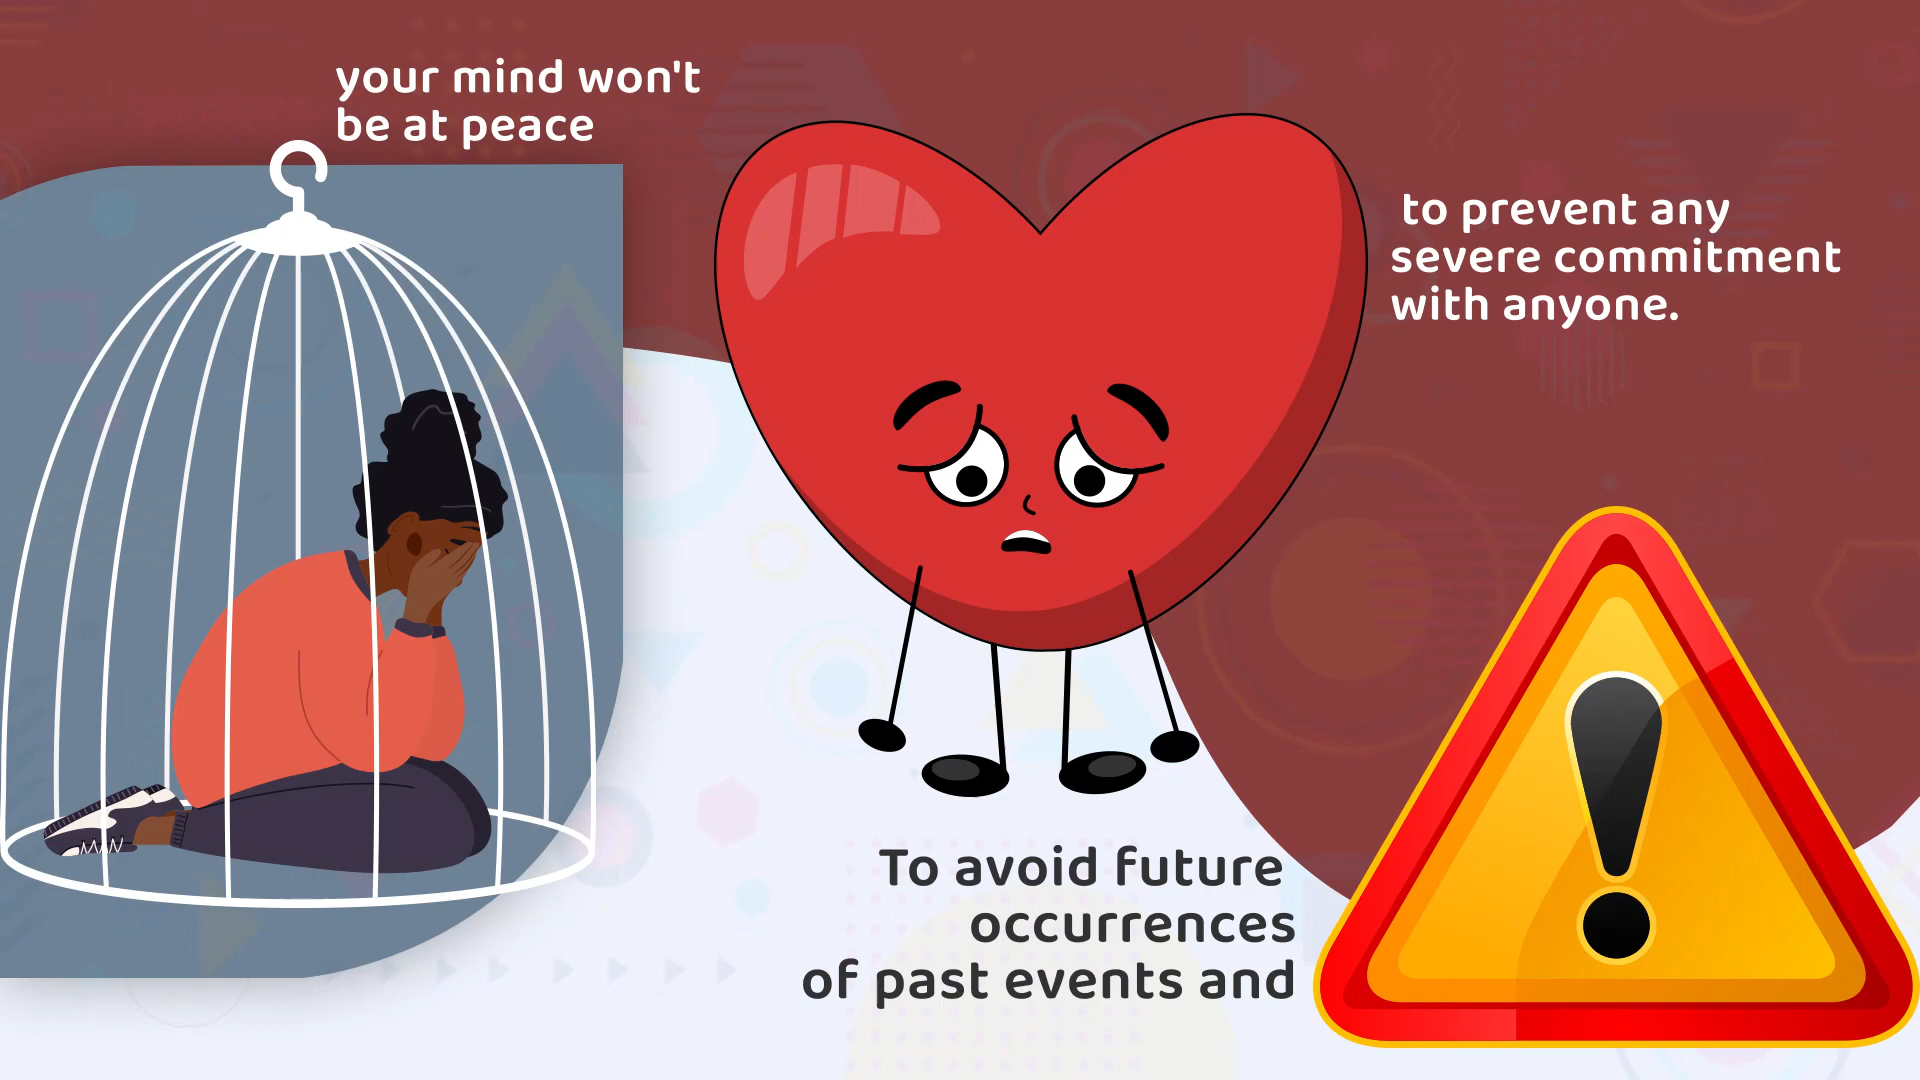 your mind won't
be at peace
To avoid future
occurrences
of past events and
to prevent any
severe commitment
with anyone.